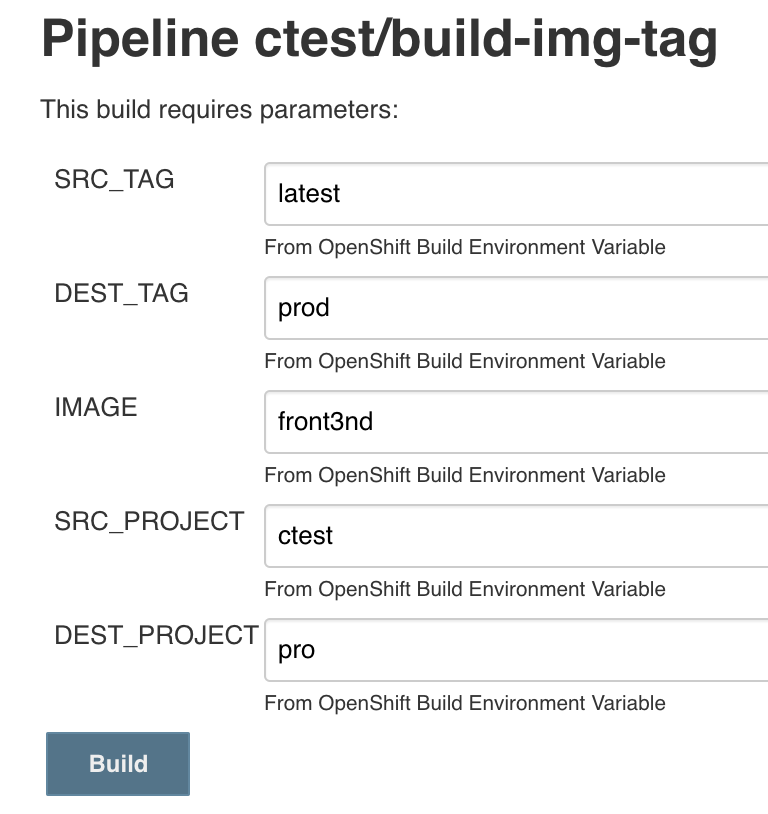 Pipeline ctest/build-img-tag
This build requires parameters:
SRC_TAG
latest
From OpenShift Build Environment Variable
DEST_TAG
prod
From OpenShift Build Environment Variable
IMAGE
front3nd
From OpenShift Build Environment Variable
SRC_PROJECT
ctest
From OpenShift Build Environment Variable
DEST_PROJECT
pro
From OpenShift Build Environment Variable
Build